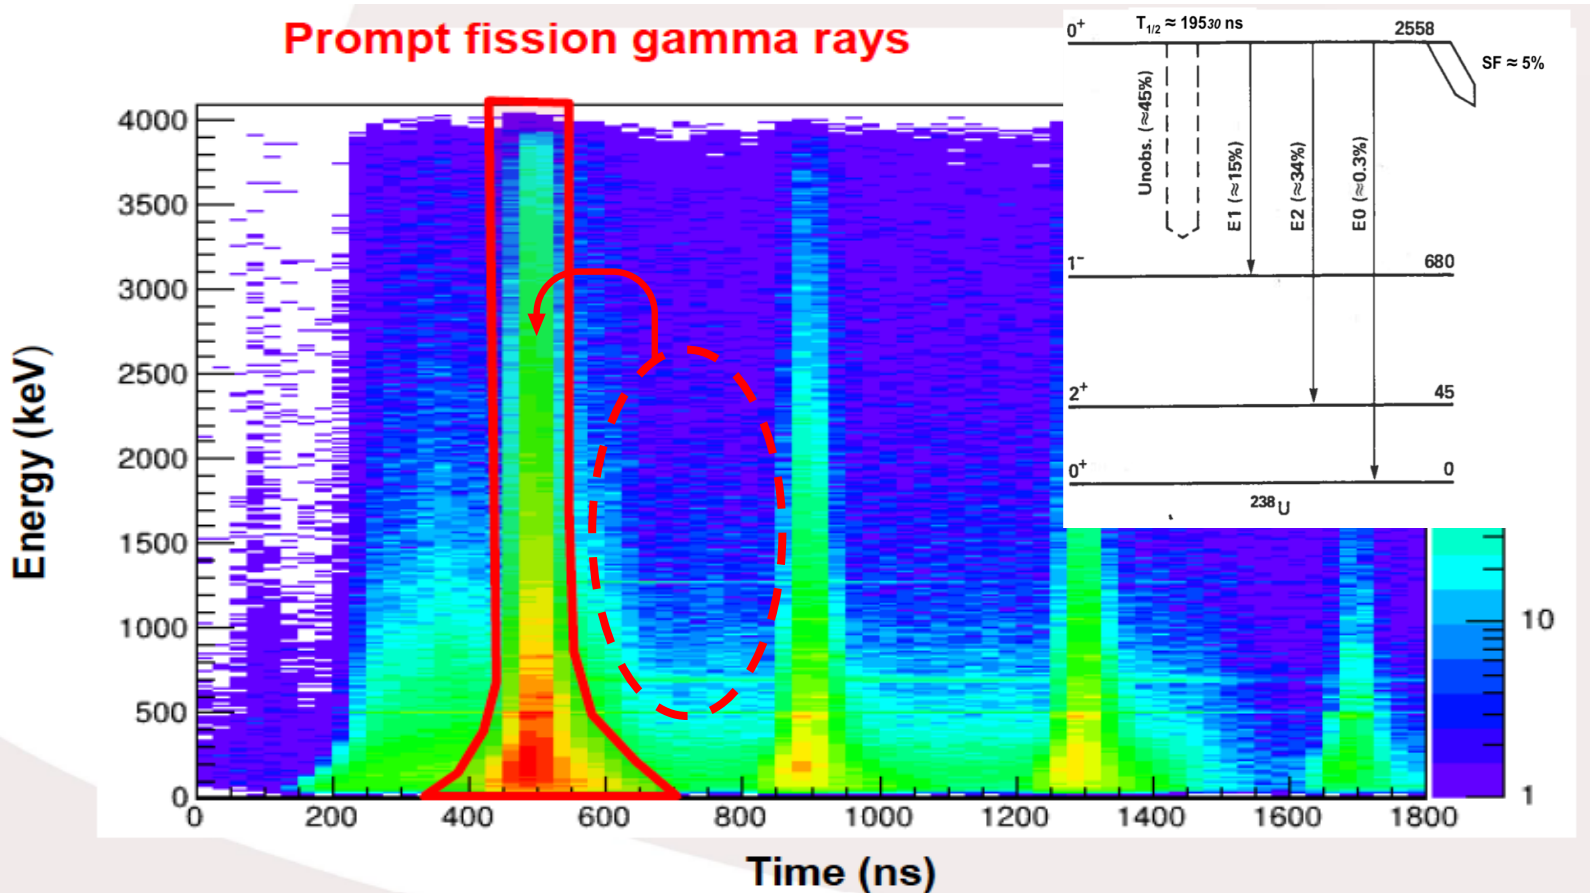 Prompt fission gamma rays
T1/2 ≈ 19530 ns
0+
2558
SF ≈ 5%
Unobs. (≈45%)
E1 (≈15%)
E2 (≈34%)
E0 (≈0.3%)
1-
680
2+
45
0+
0
238U
Energy (keV)
4000
3500
3000
2500
2000
1500
1000
500
0
0
200
400
600
800
1000
1200
1400
1600
1800
Time (ns)
10
1